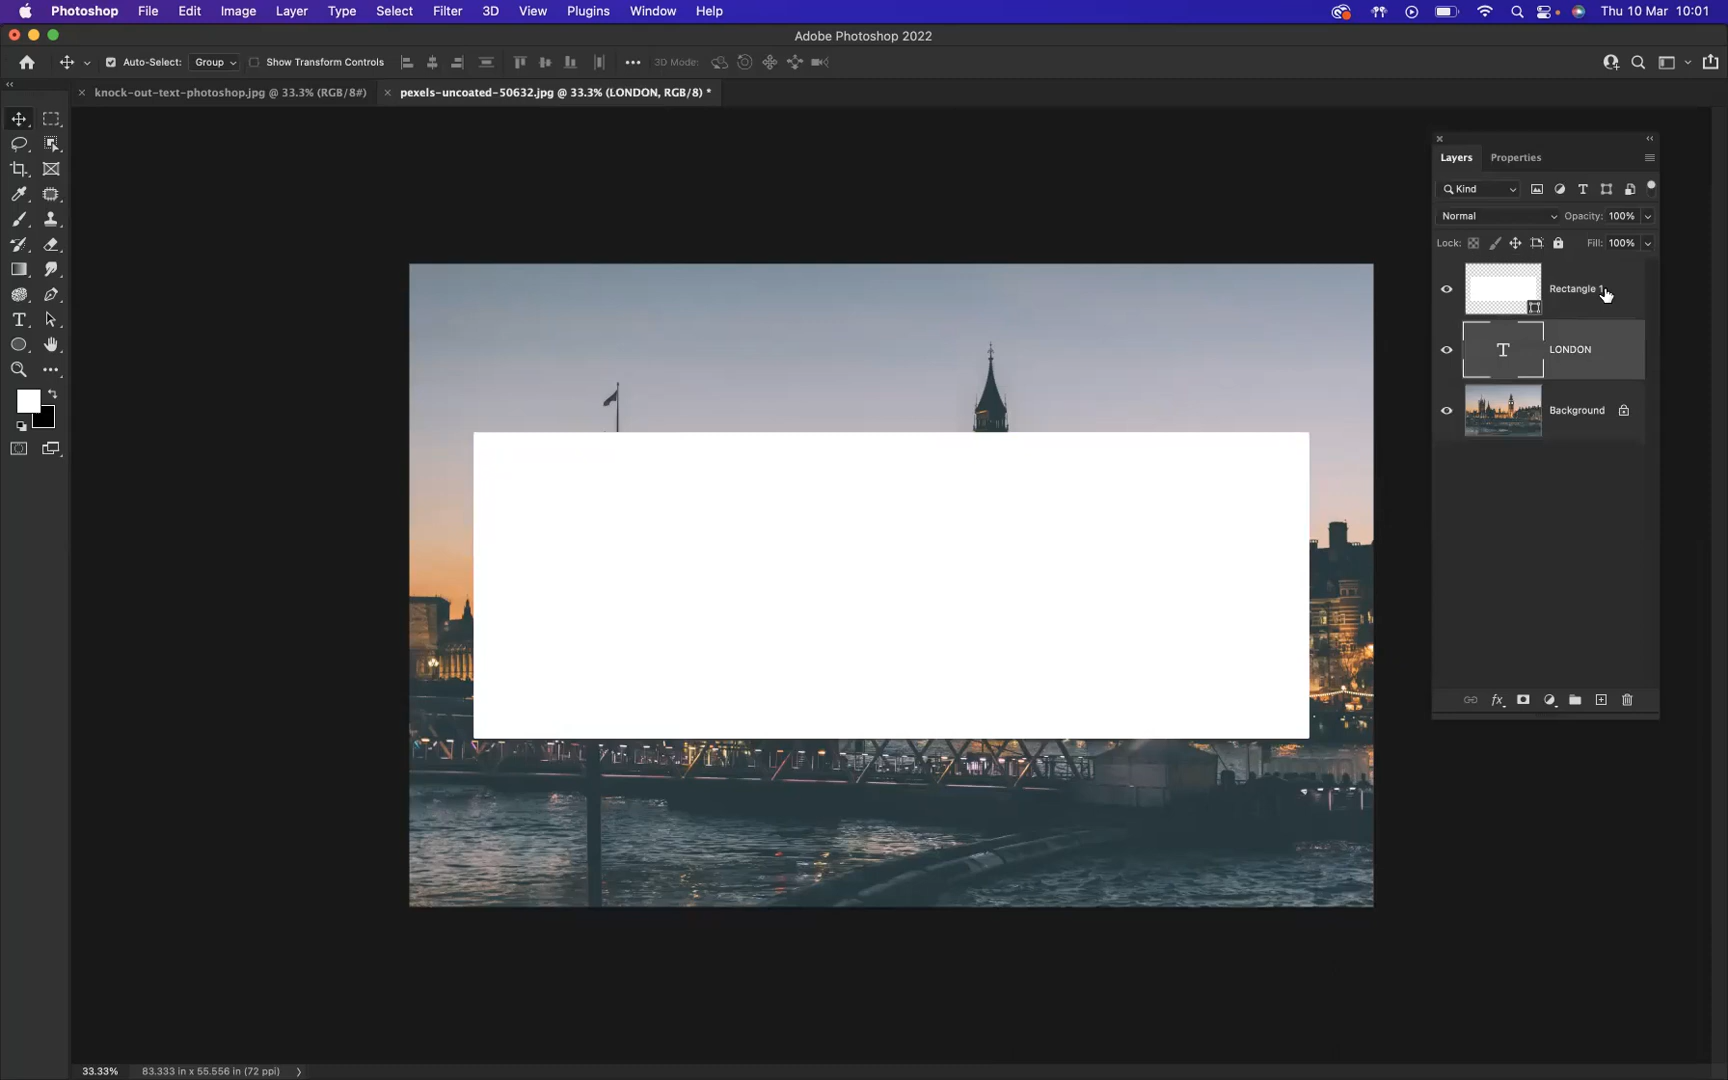 Photoshop File Edit Image Layer Type Select Filter 3D View Plugins Window Help Thu 10 Mar 10:01
Adobe Photoshop 2022
Auto-Select: Group Show Transform Controls 3D Mode:
knock-out-text-photoshop.jpg @ 33.3% (RGB/8#) pexels-uncoated-50632.jpg @ 33.3% (LONDON, RGB/8) *
Layers Properties
Kind
Normal Opacity: 100%
Lock: Fill: 100%
Rectangle 1
LONDON
Background
33.33% 83.333 in x 55.556 in (72 ppi)